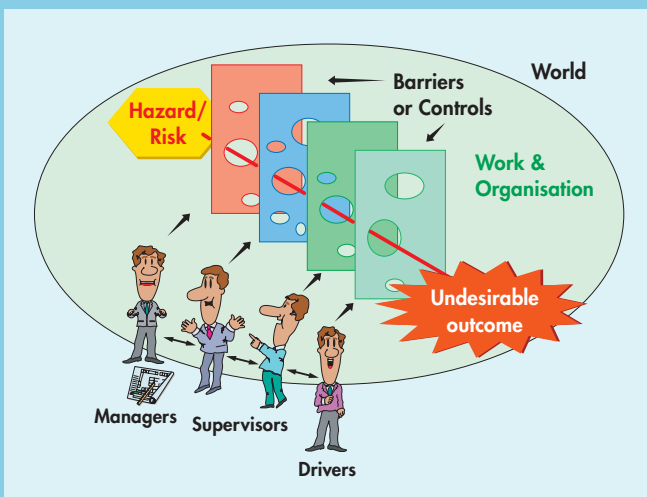 World
Barriers
or Controls
Hazard/
Risk
Work &
Organisation
Undesirable
outcome
Managers
Supervisors
Drivers